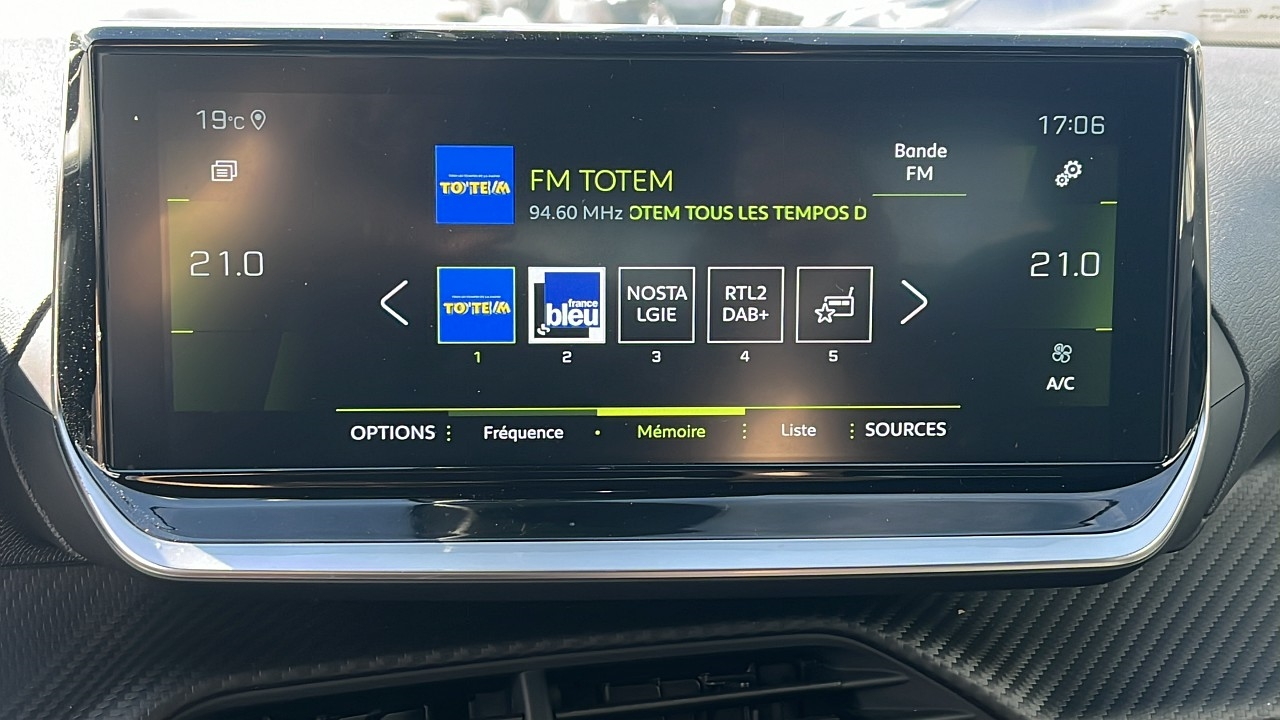 19°C
17:06
Bande
FM
TOTEM
FM TOTEM
94.60 MHz OTEM TOUS LES TEMPOS D
21.0
21.0
TOTEM
france
bleu
NOSTA
LGIE
RTL2
DAB+
1
2
3
4
5
A/C
OPTIONS
Fréquence
Mémoire
Liste
SOURCES